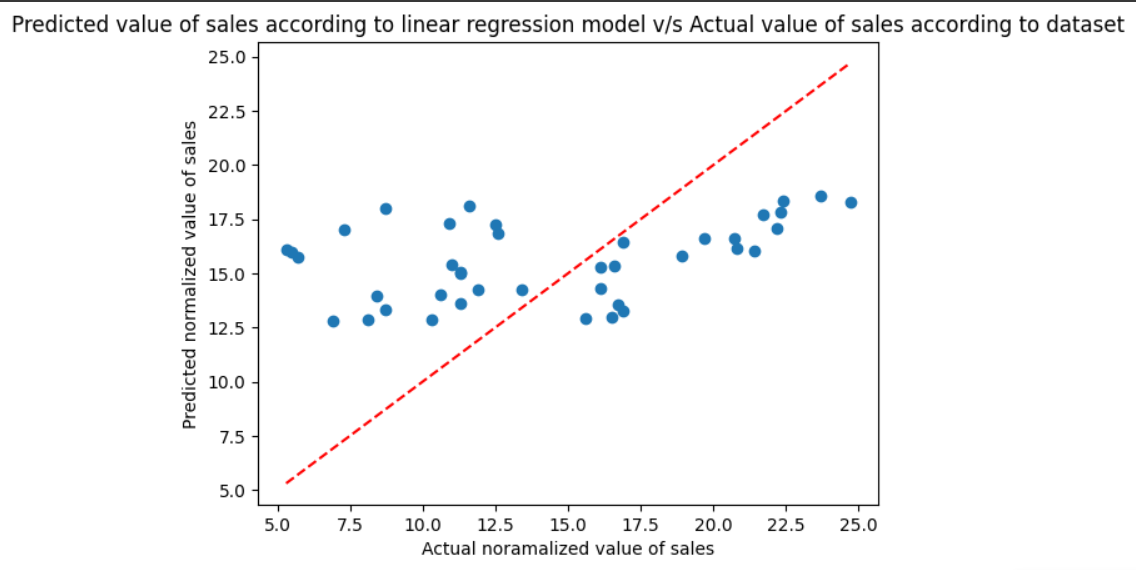 Predicted value of sales according to linear regression model v/s Actual value of sales according to dataset
25.0
22.5
20.0
17.5
15.0
12.5
10.0
7.5
5.0
Predicted normalized value of sales
5.0 7.5 10.0 12.5 15.0 17.5 20.0 22.5 25.0
Actual noramalized value of sales